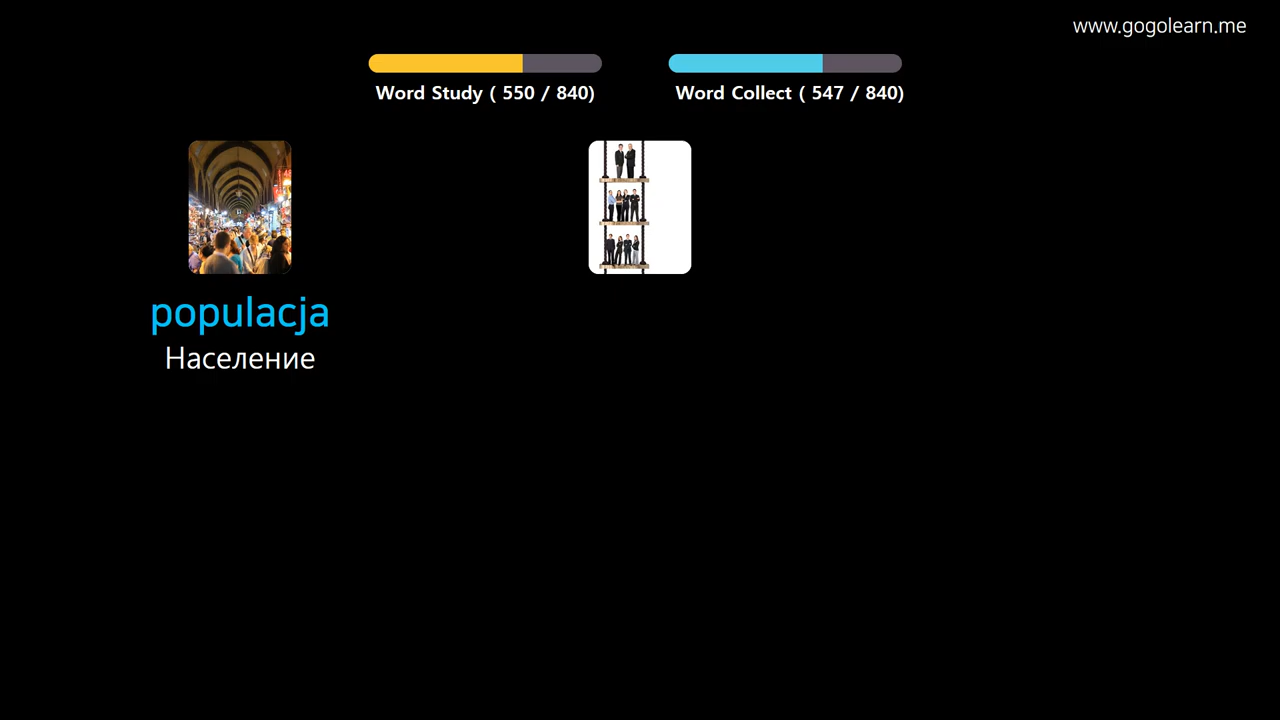 www.gogolearn.me
Word Study ( 550 / 840)
Word Collect ( 547 / 840)
populacja
Население